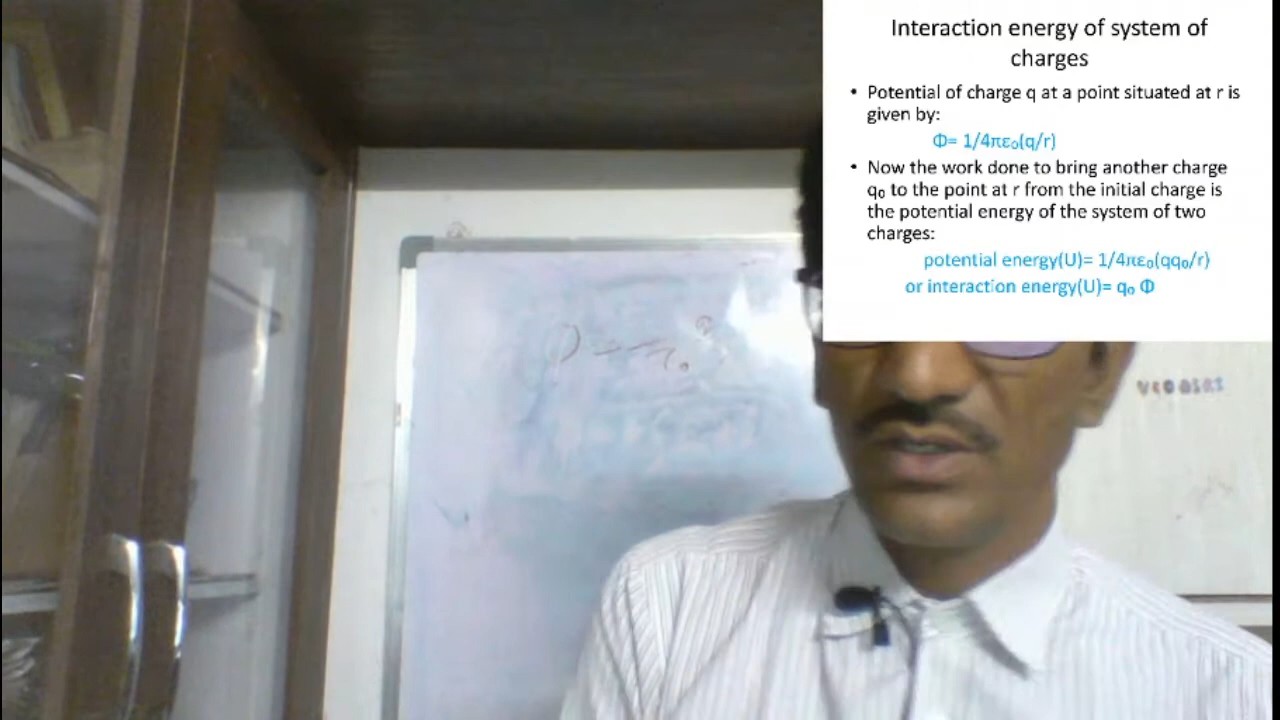 Interaction energy of system of
charges
• Potential of charge q at a point situated at r is
given by:
Φ= 1/4πε₀(q/r)
• Now the work done to bring another charge
q₀ to the point at r from the initial charge is
the potential energy of the system of two
charges:
potential energy(U)= 1/4πε₀(qq₀/r)
or interaction energy(U)= q₀ Φ